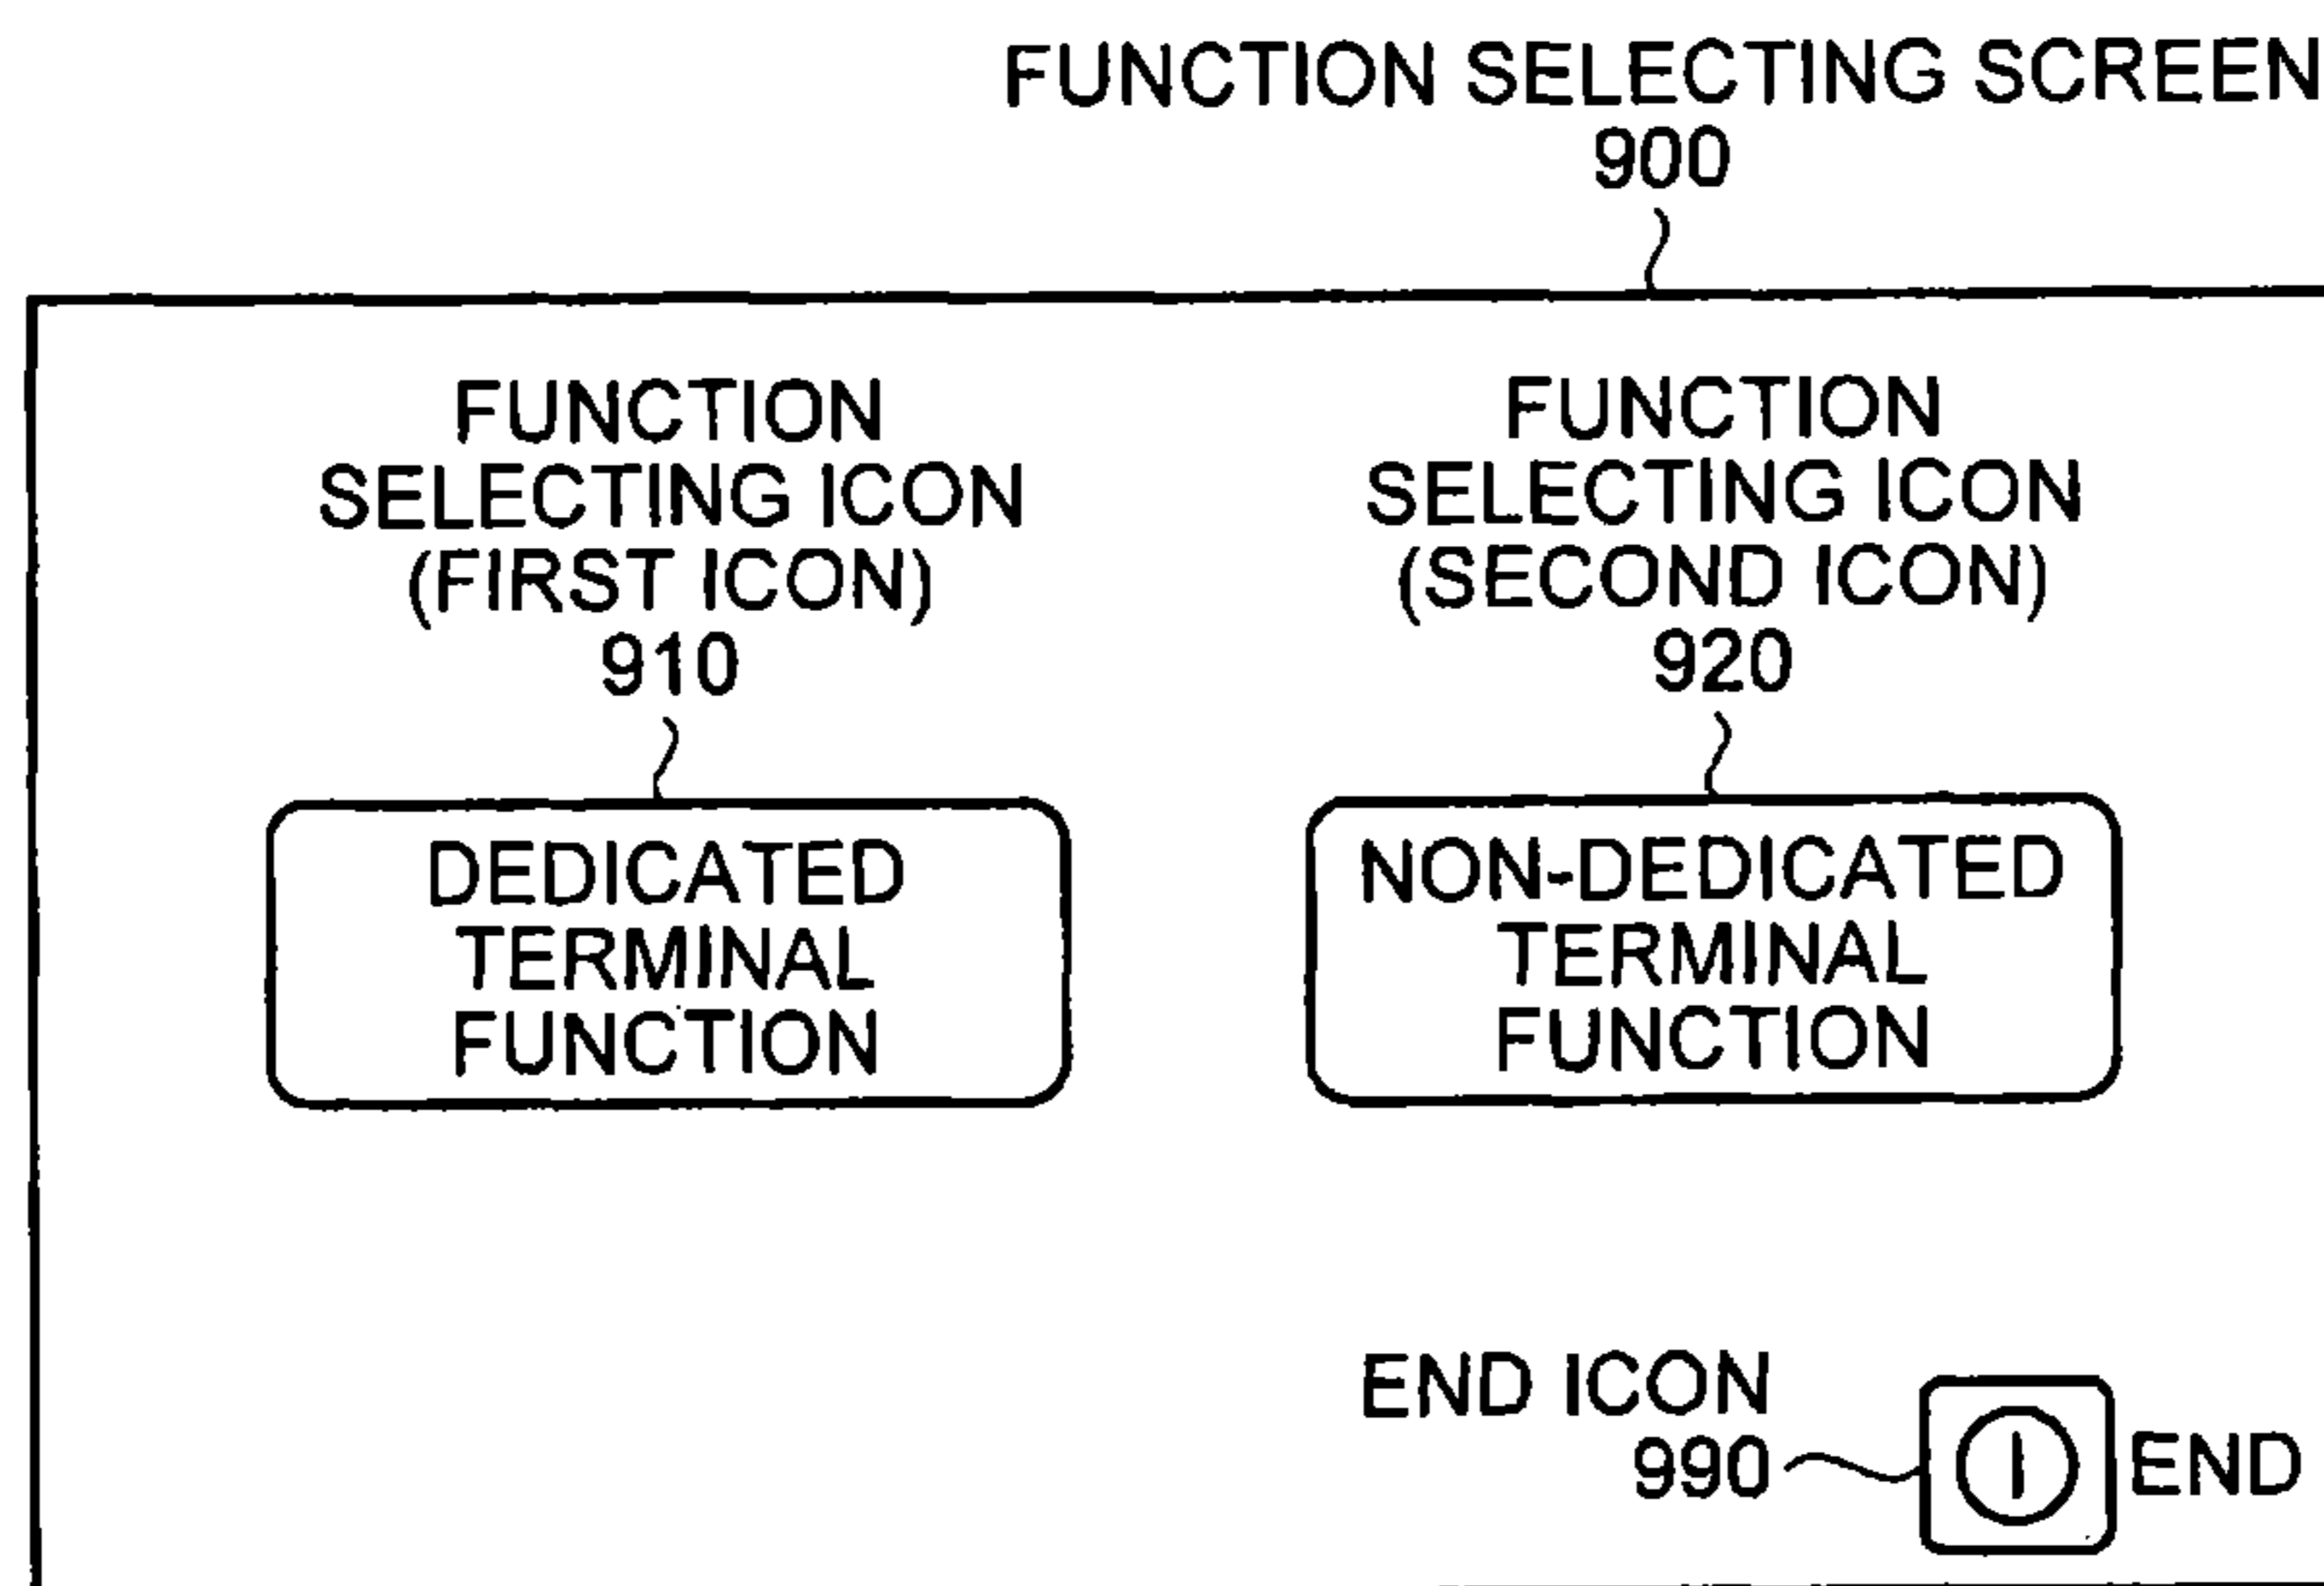 FUNCTION SELECTING SCREEN
900
FUNCTION
SELECTING ICON
(FIRST ICON)
910
DEDICATED
TERMINAL
FUNCTION
FUNCTION
SELECTING ICON
(SECOND ICON)
920
NON-DEDICATED
TERMINAL
FUNCTION
END ICON
990
END